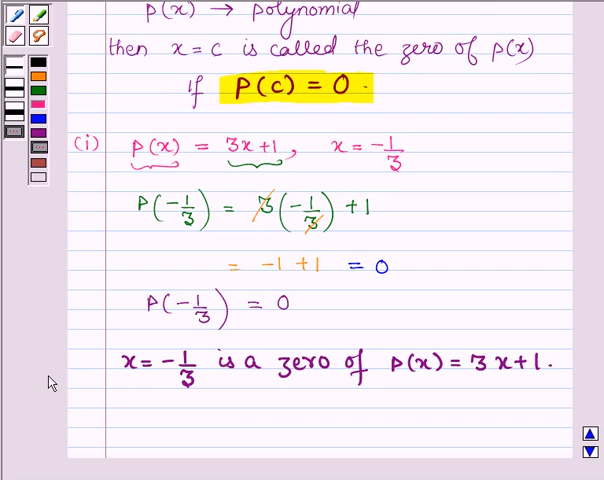 p(x) → polynomial
then x = c is called the zero of p(x)
if p(c) = 0.
(i) p(x) = 3x+1, x = -1/3
p(-1/3) = 3(-1/3) + 1
= -1 + 1 = 0
p(-1/3) = 0
x = -1/3 is a zero of p(x) = 3x+1.